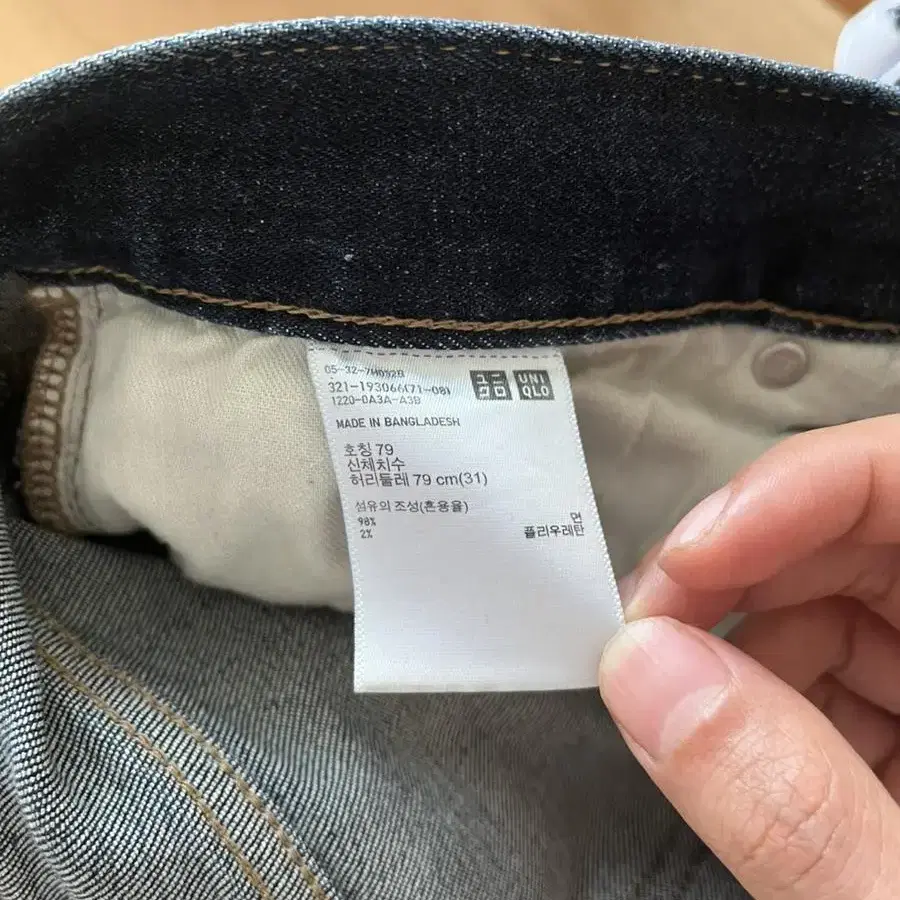 05-32-7H092B
321-193066(71-08)
1220-0A3A-A3B
ユニ
クロ
UNI
QLO
MADE IN BANGLADESH
호칭 79
신체치수
허리둘레 79 cm(31)
섬유의 조성(혼용율)
98% 면
2% 폴리우레탄